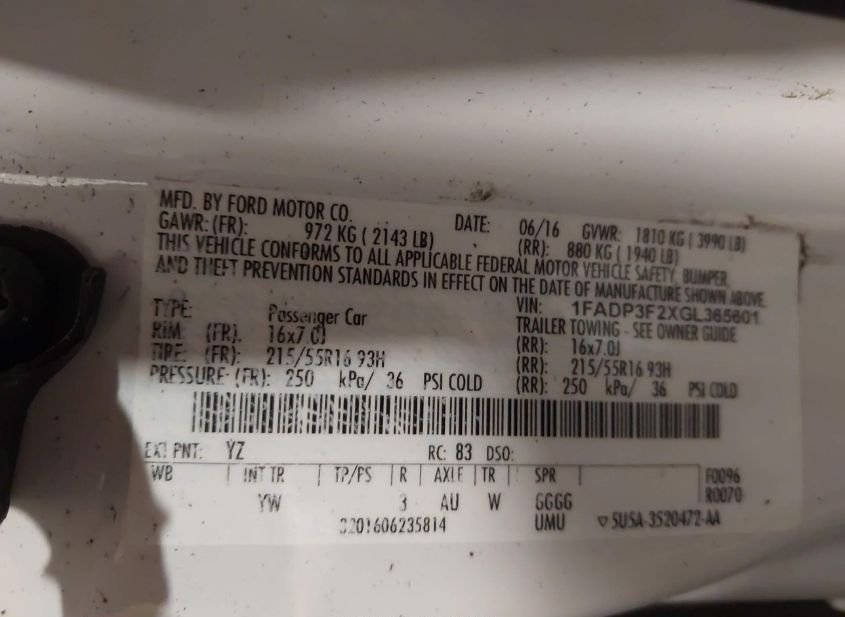 MFD. BY FORD MOTOR CO. DATE: 06/16 GVWR: 1810 KG ( 3990 LB)
GAWR: (FR): 972 KG ( 2143 LB) (RR): 880 KG ( 1940 LB)
THIS VEHICLE CONFORMS TO ALL APPLICABLE FEDERAL MOTOR VEHICLE SAFETY, BUMPER,
AND THEFT PREVENTION STANDARDS IN EFFECT ON THE DATE OF MANUFACTURE SHOWN ABOVE.
VIN: 1FADP3F2XGL365601
TYPE: Passenger Car TRAILER TOWING - SEE OWNER GUIDE
RIM: (FR): 16x7.0J (RR): 16x7.0J
TIRE: (FR): 215/55R16 93H (RR): 215/55R16 93H
PRESSURE: (FR): 250 kPa/ 36 PSI COLD (RR): 250 kPa/ 36 PSI COLD
EXT PNT: YZ RC: 83 DSO:
WB | INT TR | TP/PS | R | AXLE | TR | SPR | F0096
YW 3 AU W GGGG R0070
3201606235814 UMU ▽ 5U5A-3520472-AA